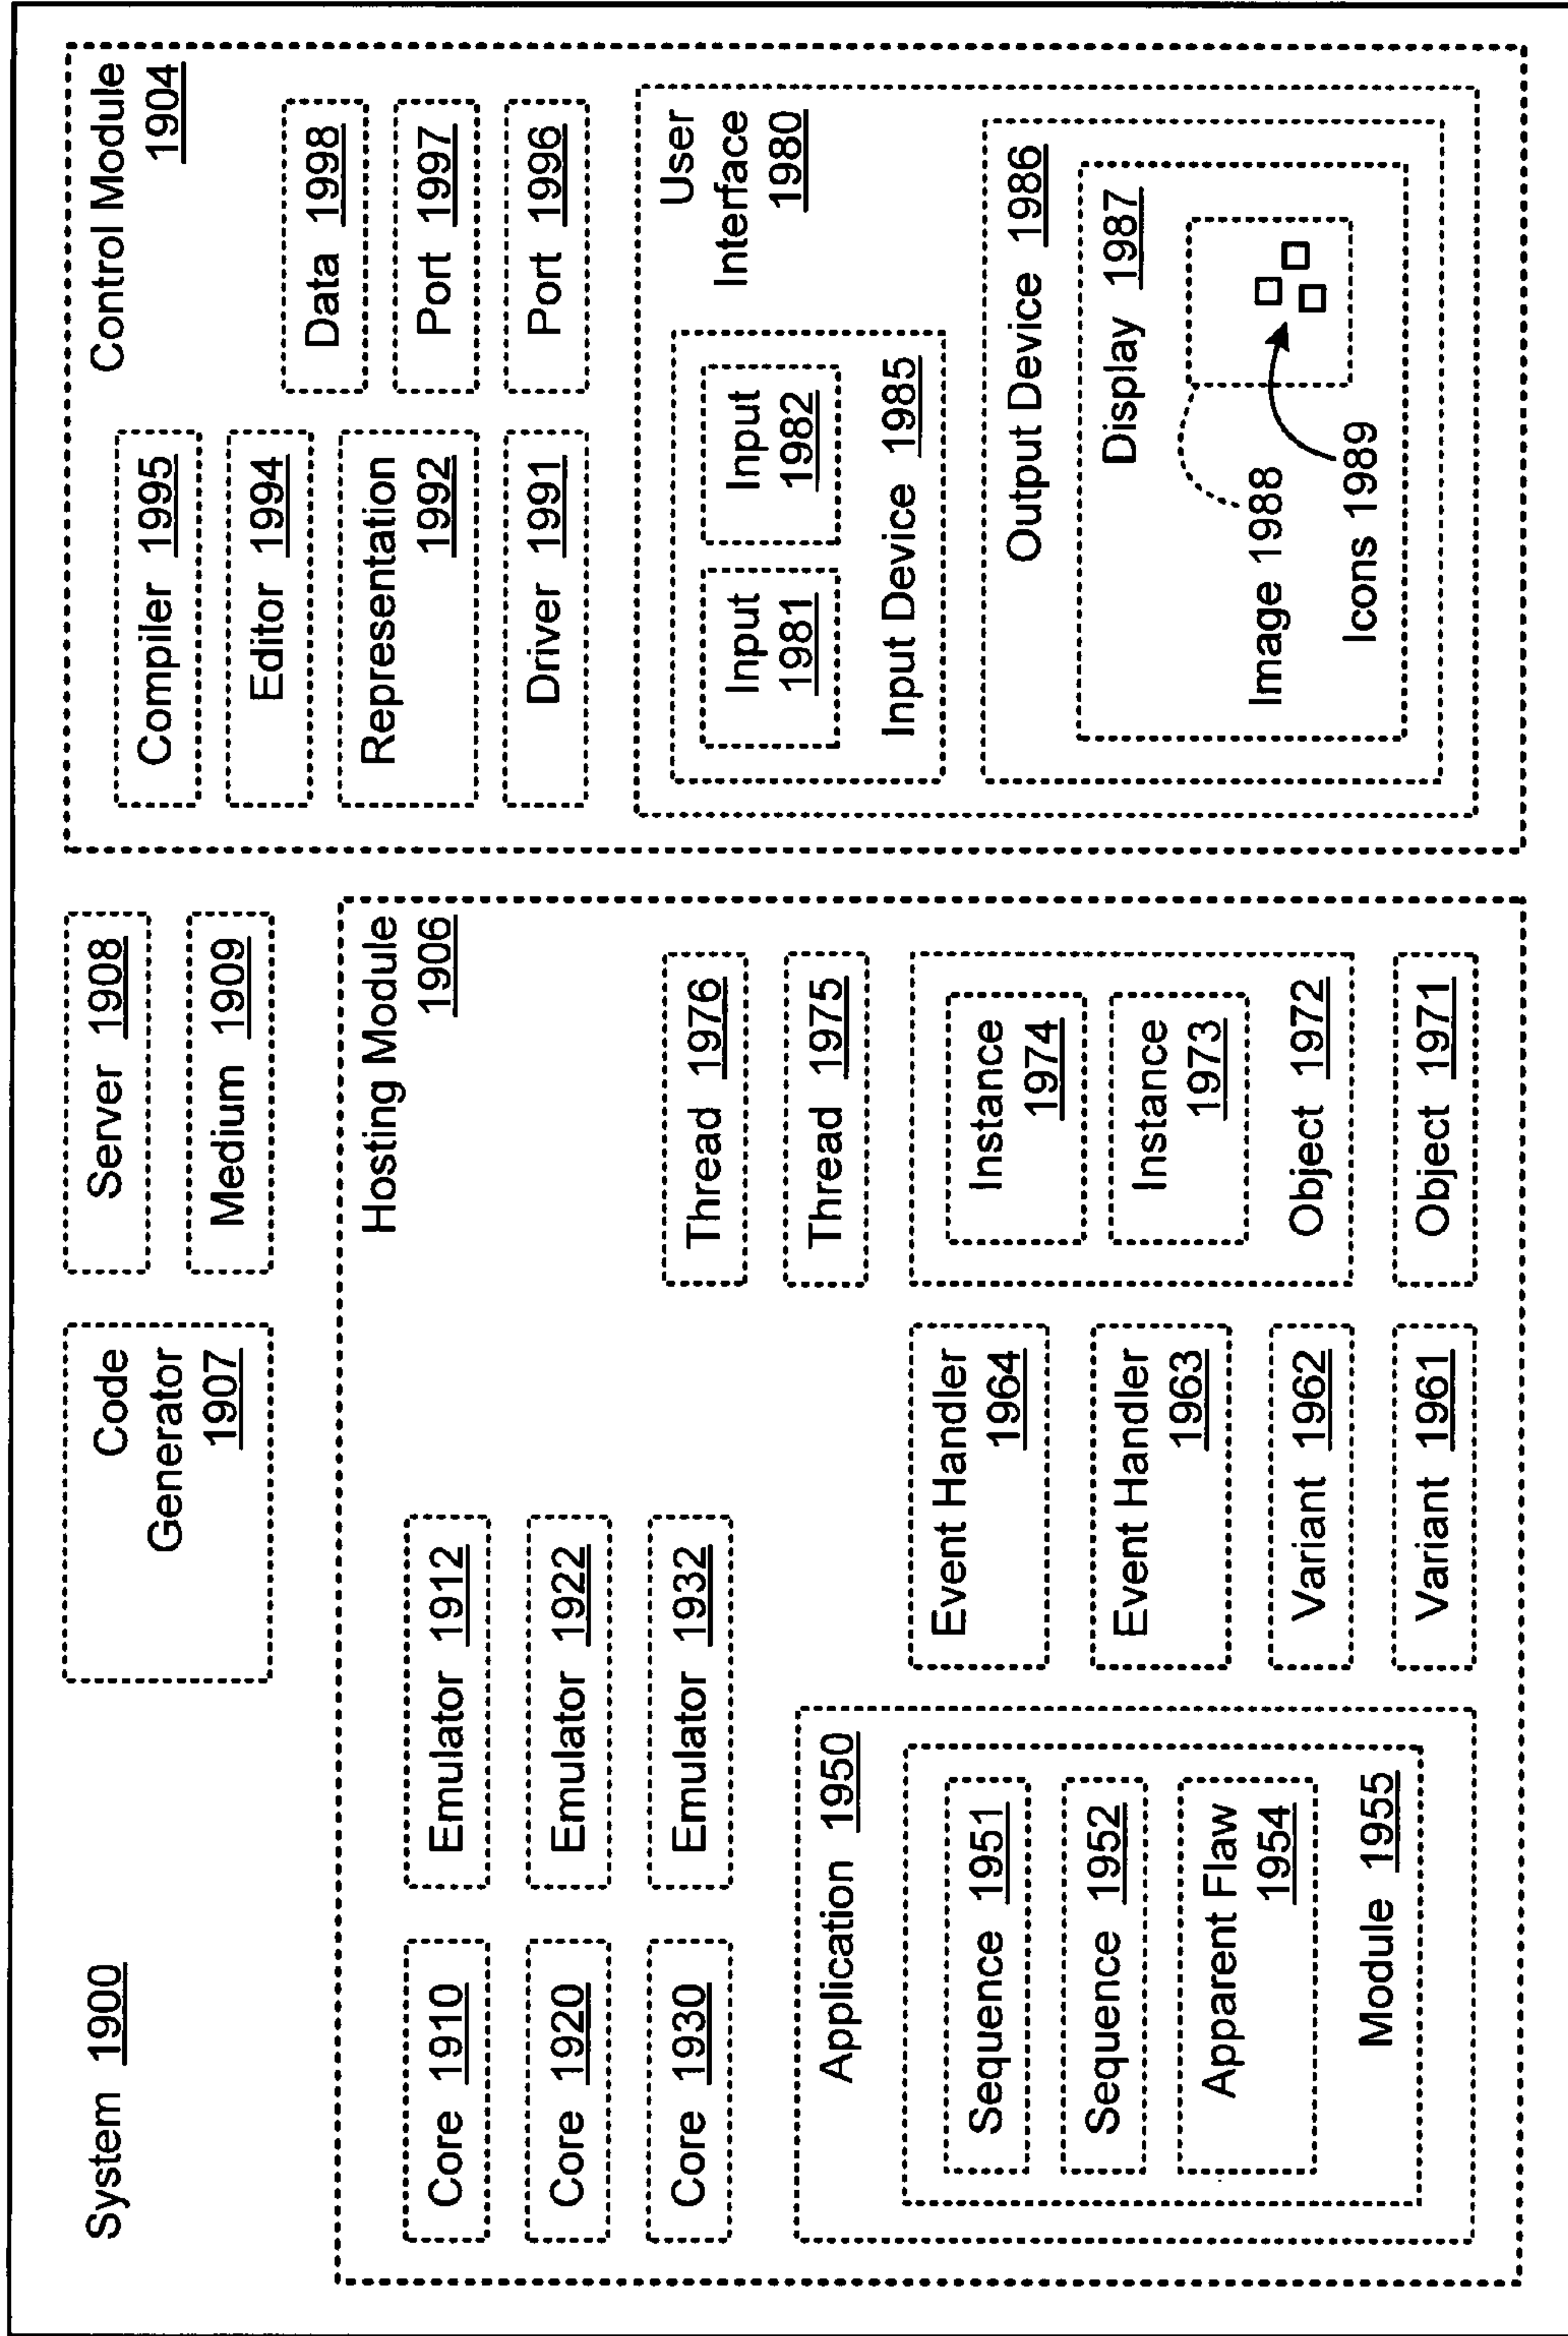 System 1900
Code
Generator
1907
Server 1908
Medium 1909
Hosting Module
1906
Core 1910
Emulator 1912
Core 1920
Emulator 1922
Core 1930
Emulator 1932
Thread 1976
Thread 1975
Application 1950
Sequence 1951
Sequence 1952
Apparent Flaw
1954
Module 1955
Event Handler
1964
Event Handler
1963
Variant 1962
Variant 1961
Instance
1974
Instance
1973
Object 1972
Object 1971
Control Module
1904
Compiler 1995
Editor 1994
Representation
1992
Driver 1991
Data 1998
Port 1997
Port 1996
User
Interface
1980
Input
1981
Input
1982
Input Device 1985
Output Device 1986
Display 1987
Image 1988
Icons 1989